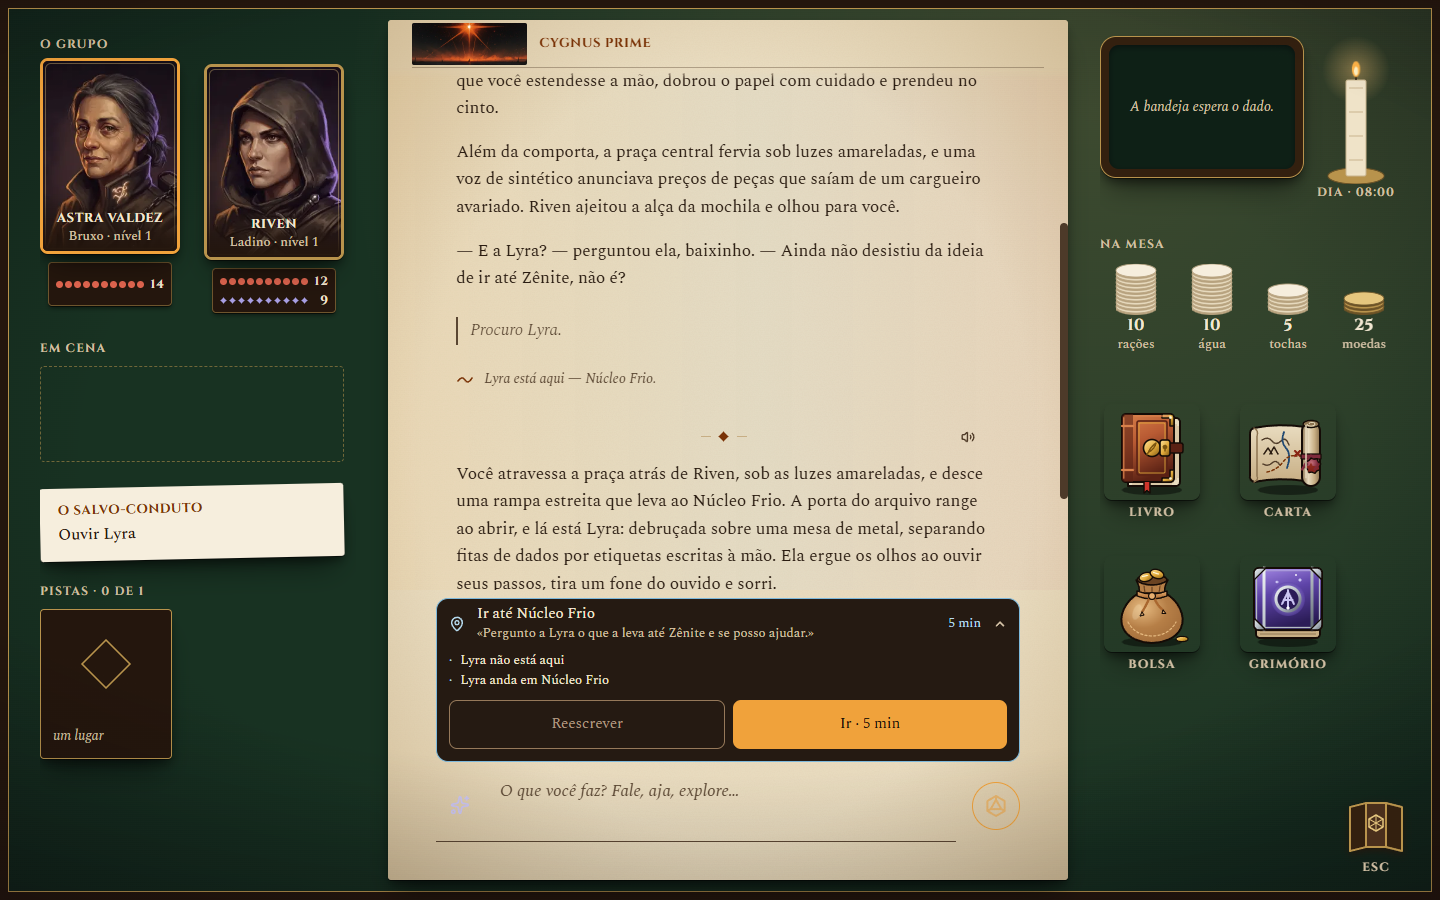 O GRUPO
ASTRA VALDEZ
Bruxo · nível 1
14
RIVEN
Ladino · nível 1
12
9
EM CENA
O SALVO-CONDUTO
Ouvir Lyra
PISTAS · 0 DE 1
um lugar
CYGNUS PRIME
que você estendesse a mão, dobrou o papel com cuidado e prendeu no
cinto.
Além da comporta, a praça central fervia sob luzes amareladas, e uma
voz de sintético anunciava preços de peças que saíam de um cargueiro
avariado. Riven ajeitou a alça da mochila e olhou para você.
— E a Lyra? — perguntou ela, baixinho. — Ainda não desistiu da ideia
de ir até Zênite, não é?
Procuro Lyra.
Lyra está aqui — Núcleo Frio.
Você atravessa a praça atrás de Riven, sob as luzes amareladas, e desce
uma rampa estreita que leva ao Núcleo Frio. A porta do arquivo range
ao abrir, e lá está Lyra: debruçada sobre uma mesa de metal, separando
fitas de dados por etiquetas escritas à mão. Ela ergue os olhos ao ouvir
seus passos, tira um fone do ouvido e sorri.
Ir até Núcleo Frio
«Pergunto a Lyra o que a leva até Zênite e se posso ajudar.»
5 min
· Lyra não está aqui
· Lyra anda em Núcleo Frio
Reescrever
Ir · 5 min
O que você faz? Fale, aja, explore...
A bandeja espera o dado.
DIA · 08:00
NA MESA
10
rações
10
água
5
tochas
25
moedas
LIVRO
CARTA
BOLSA
GRIMÓRIO
ESC